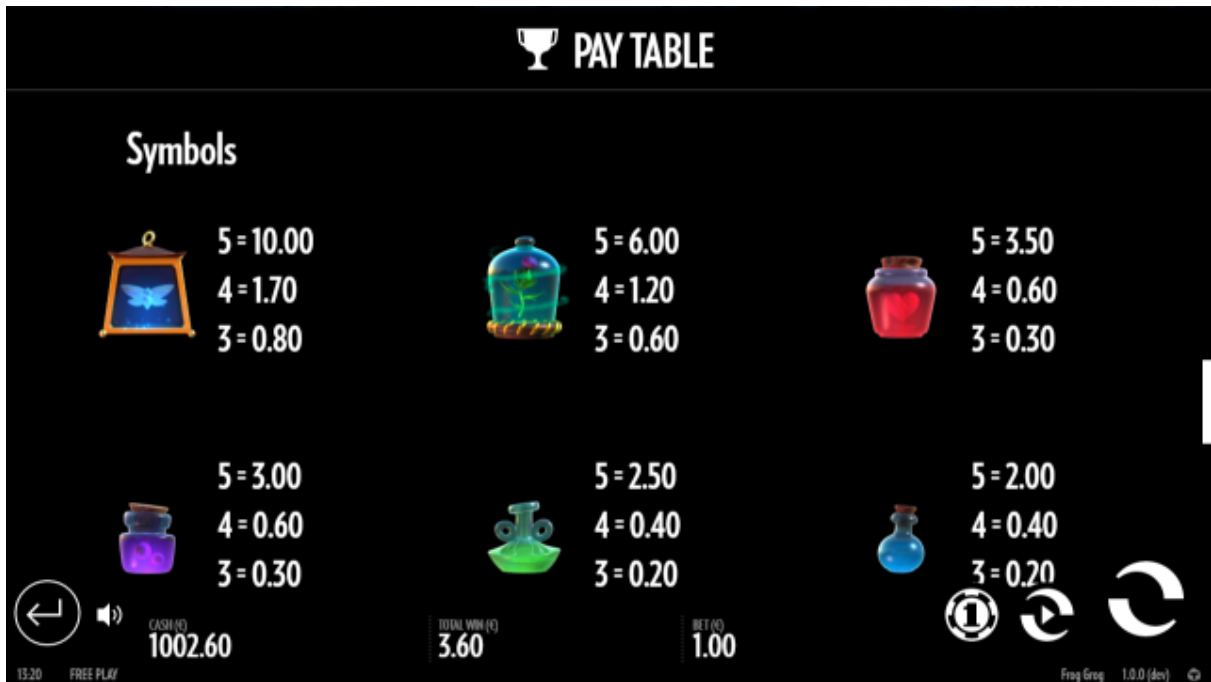 PAY TABLE
Symbols
5 = 10.00
4 = 1.70
3 = 0.80
5 = 6.00
4 = 1.20
3 = 0.60
5 = 3.50
4 = 0.60
3 = 0.30
5 = 3.00
4 = 0.60
3 = 0.30
5 = 2.50
4 = 0.40
3 = 0.20
5 = 2.00
4 = 0.40
3 = 0.20
1
CASH (€)
1002.60
TOTAL WIN (€)
3.60
BET (€)
1.00
13:20 FREE PLAY
Frog Grog 1.0.0 (dev)